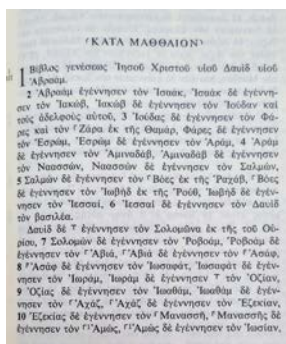 ⸂ΚΑΤΑ ΜΑΘΘΑΙΟΝ⸃
1 Βίβλος γενέσεως Ἰησοῦ Χριστοῦ υἱοῦ Δαυὶδ υἱοῦ
Ἀβραάμ.
2 Ἀβραὰμ ἐγέννησεν τὸν Ἰσαάκ, Ἰσαὰκ δὲ ἐγέννη-
σεν τὸν Ἰακώβ, Ἰακὼβ δὲ ἐγέννησεν τὸν Ἰούδαν καὶ
τοὺς ἀδελφοὺς αὐτοῦ, 3 Ἰούδας δὲ ἐγέννησεν τὸν Φά-
ρες καὶ τὸν ⸀Ζάρα ἐκ τῆς Θαμάρ, Φάρες δὲ ἐγέννησεν
τὸν Ἑσρώμ, Ἑσρὼμ δὲ ἐγέννησεν τὸν Ἀράμ, 4 Ἀρὰμ
δὲ ἐγέννησεν τὸν Ἀμιναδάβ, Ἀμιναδὰβ δὲ ἐγέννησεν
τὸν Ναασσών, Ναασσὼν δὲ ἐγέννησεν τὸν Σαλμών,
5 Σαλμὼν δὲ ἐγέννησεν τὸν ⸀Βόες ἐκ τῆς Ῥαχάβ, ⸀Βόες
δὲ ἐγέννησεν τὸν Ἰωβὴδ ἐκ τῆς Ῥούθ, Ἰωβὴδ δὲ ἐγέν-
νησεν τὸν Ἰεσσαί, 6 Ἰεσσαὶ δὲ ἐγέννησεν τὸν Δαυὶδ
τὸν βασιλέα.
Δαυὶδ δὲ ⸆ ἐγέννησεν τὸν Σολομῶνα ἐκ τῆς τοῦ Οὐ-
ρίου, 7 Σολομὼν δὲ ἐγέννησεν τὸν ⸀Ῥοβοάμ, Ῥοβοὰμ δὲ
ἐγέννησεν τὸν ⸀Ἀβιά, ⸀Ἀβιὰ δὲ ἐγέννησεν τὸν ⸀Ἀσάφ,
8 ⸀Ἀσὰφ δὲ ἐγέννησεν τὸν Ἰωσαφάτ, Ἰωσαφὰτ δὲ ἐγέν-
νησεν τὸν Ἰωράμ, Ἰωρὰμ δὲ ἐγέννησεν ⸆ τὸν Ὀζίαν,
9 Ὀζίας δὲ ἐγέννησεν τὸν Ἰωαθάμ, Ἰωαθὰμ δὲ ἐγέν-
νησεν τὸν ⸀Ἀχάζ, ⸀Ἀχὰζ δὲ ἐγέννησεν τὸν Ἑζεκίαν,
10 Ἑζεκίας δὲ ἐγέννησεν τὸν ⸀Μανασσῆ, ⸀Μανασσῆς δὲ
ἐγέννησεν τὸν ⸀Ἀμώς, ⸀Ἀμὼς δὲ ἐγέννησεν τὸν Ἰωσίαν,